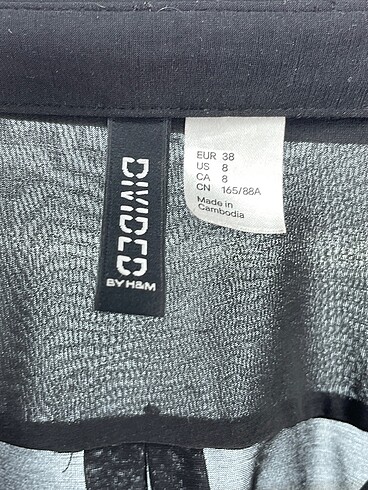 DIVIDED
BY H&M
EUR 38
US 8
CA 8
CN 165/88A
Made in
Cambodia